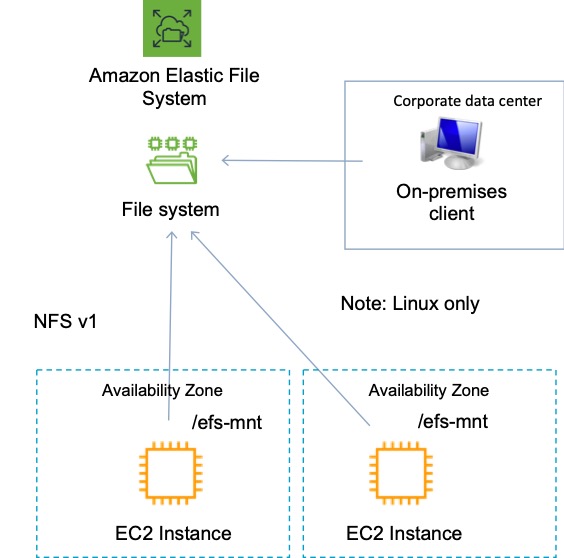 Amazon Elastic File
System
Corporate data center
On-premises
client
File system
Note: Linux only
NFS v1
Availability Zone
/efs-mnt
EC2 Instance
Availability Zone
/efs-mnt
EC2 Instance